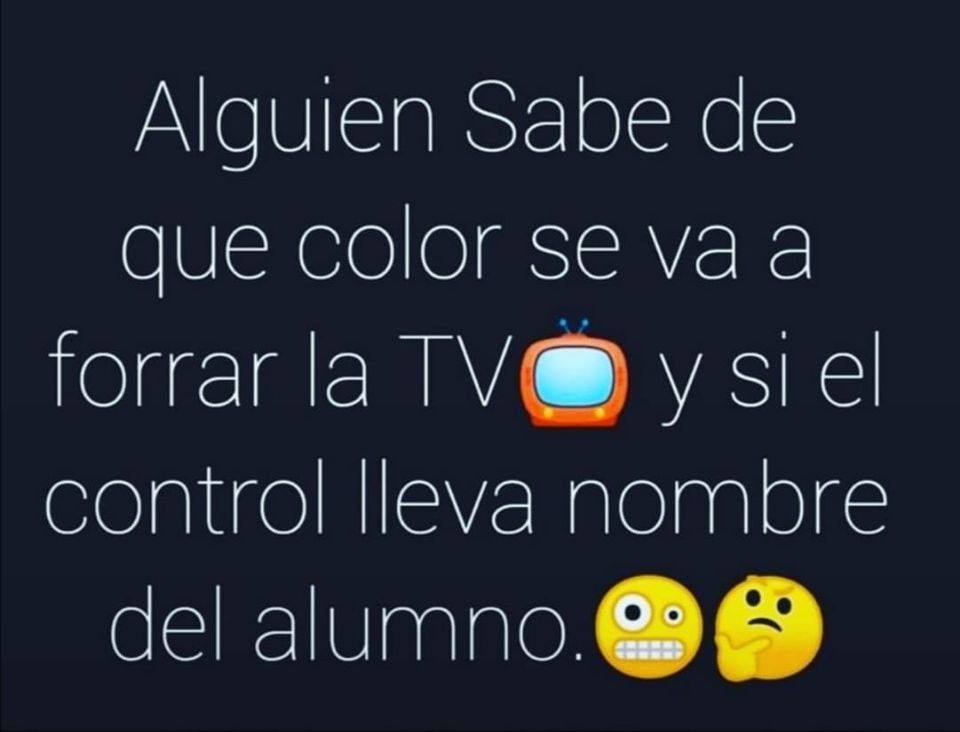 Alguien Sabe de
que color se va a
forrar la TV📺 y si el
control lleva nombre
del alumno.🤪🤔